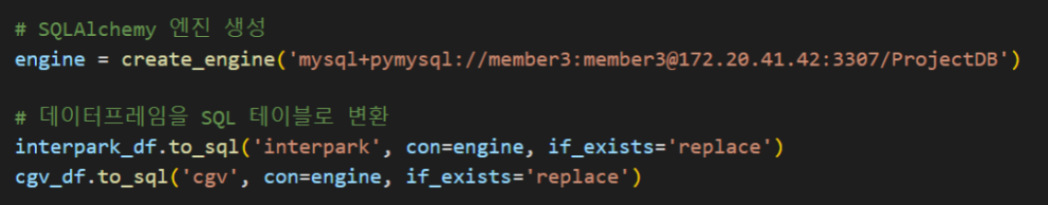 # SQLAlchemy 엔진 생성
engine = create_engine('mysql+pymysql://member3:member3@172.20.41.42:3307/ProjectDB')
# 데이터프레임을 SQL 테이블로 변환
interpark_df.to_sql('interpark', con=engine, if_exists='replace')
cgv_df.to_sql('cgv', con=engine, if_exists='replace')